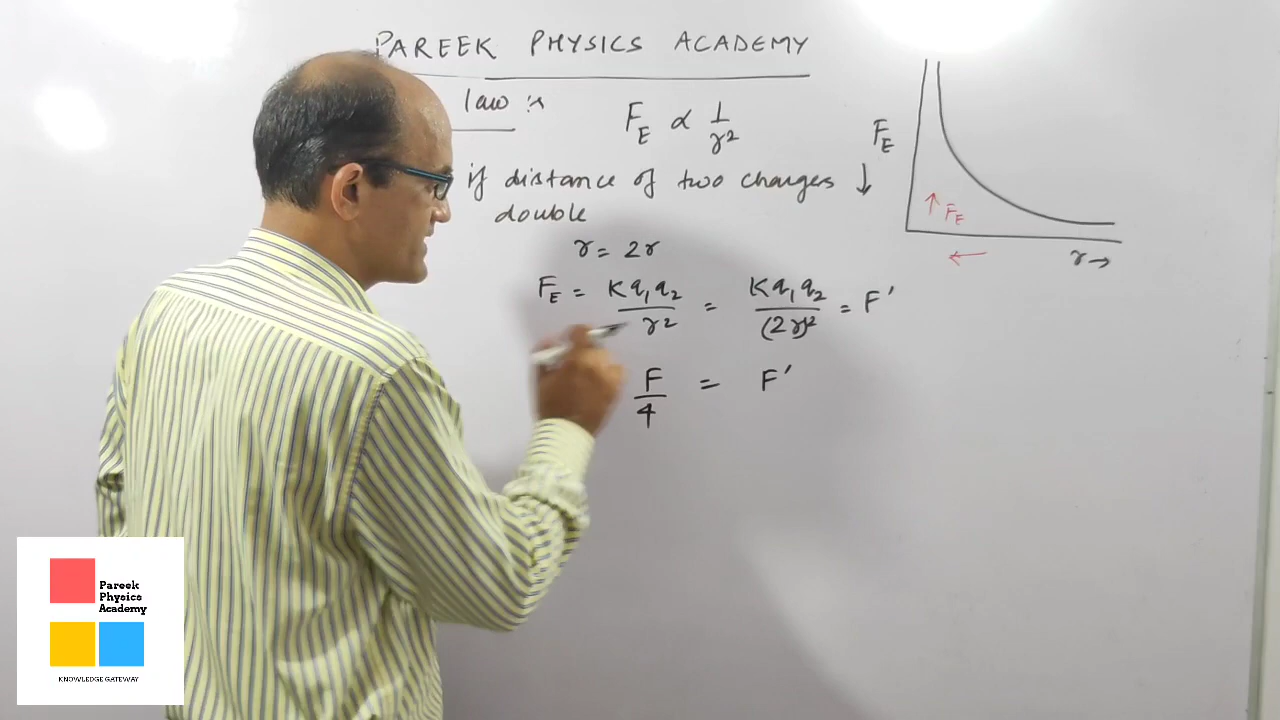 PAREEK PHYSICS ACADEMY
law :
F_E ∝ 1/r²
if distance of two charges ↓
double
r = 2r
F_E = Kq₁q₂/r² = Kq₁q₂/(2r)² = F′
F/4 = F′
F_E
↑ F_E
←
r →
Pareek
Physics
Academy
KNOWLEDGE GATEWAY